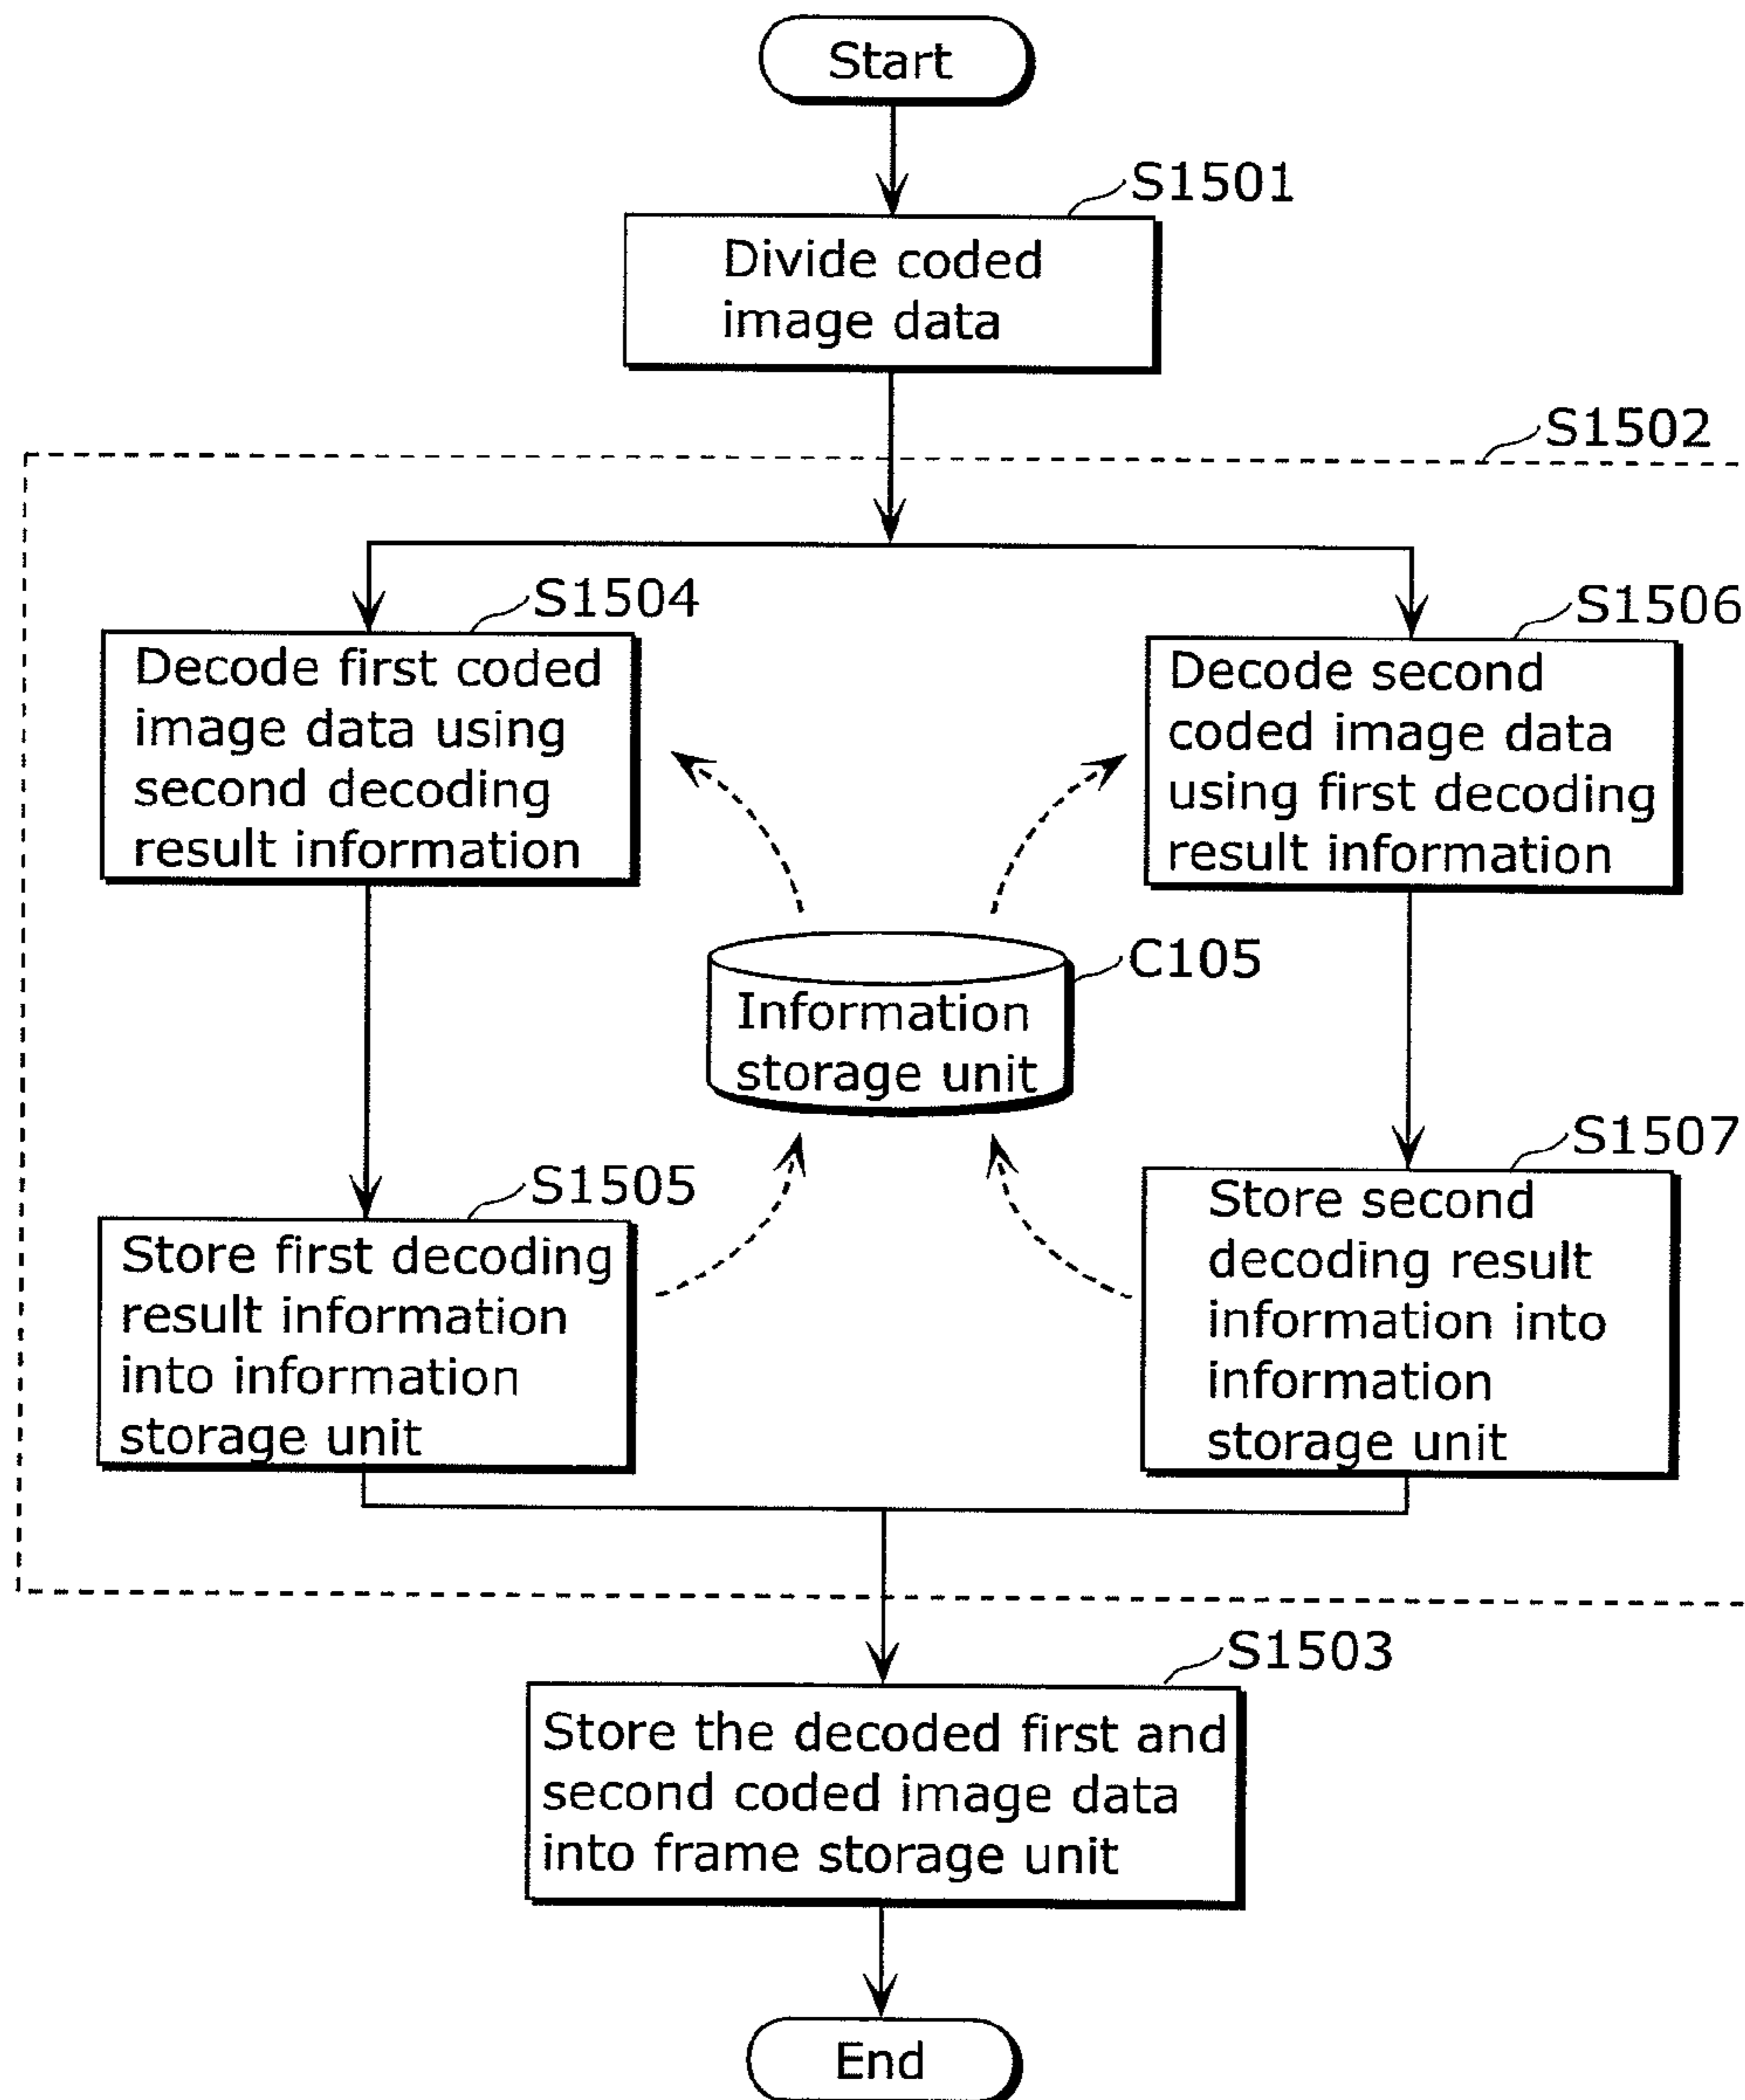 Start
S1501
Divide coded
image data
S1502
S1504
Decode first coded
image data using
second decoding
result information
S1506
Decode second
coded image data
using first decoding
result information
C105
Information
storage unit
S1505
Store first decoding
result information
into information
storage unit
S1507
Store second
decoding result
information into
information
storage unit
S1503
Store the decoded first and
second coded image data
into frame storage unit
End